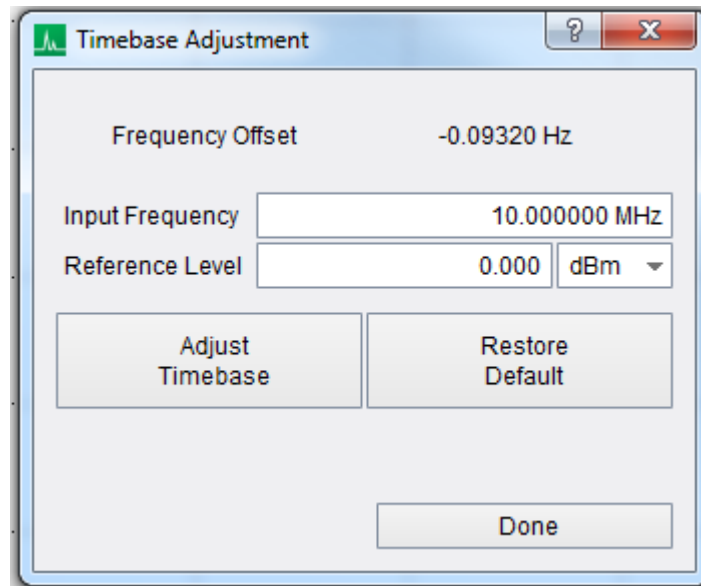 Timebase Adjustment
Frequency Offset -0.09320 Hz
Input Frequency 10.000000 MHz
Reference Level 0.000 dBm
Adjust
Timebase
Restore
Default
Done